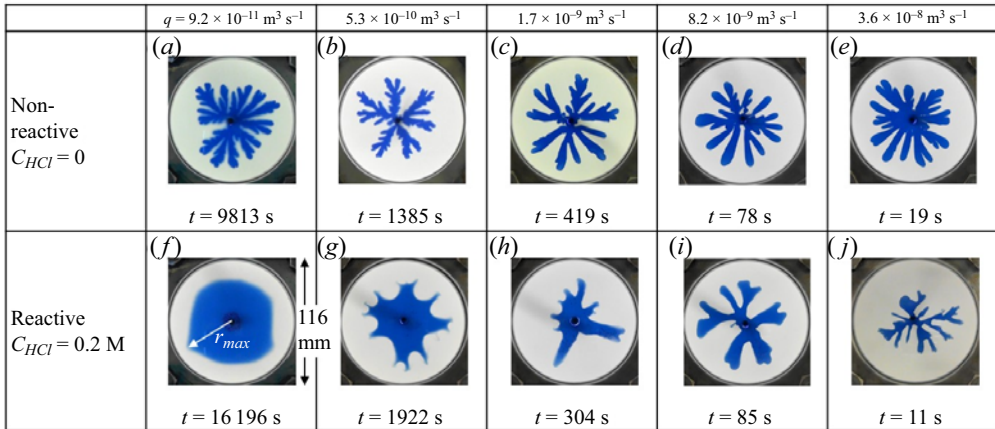 q = 9.2 × 10⁻¹¹ m³ s⁻¹
5.3 × 10⁻¹⁰ m³ s⁻¹
1.7 × 10⁻⁹ m³ s⁻¹
8.2 × 10⁻⁹ m³ s⁻¹
3.6 × 10⁻⁸ m³ s⁻¹
(a)
(b)
(c)
(d)
(e)
Non-
reactive
C_HCl = 0
t = 9813 s
t = 1385 s
t = 419 s
t = 78 s
t = 19 s
(f)
(g)
(h)
(i)
(j)
Reactive
C_HCl = 0.2 M
r_max
116
mm
t = 16 196 s
t = 1922 s
t = 304 s
t = 85 s
t = 11 s